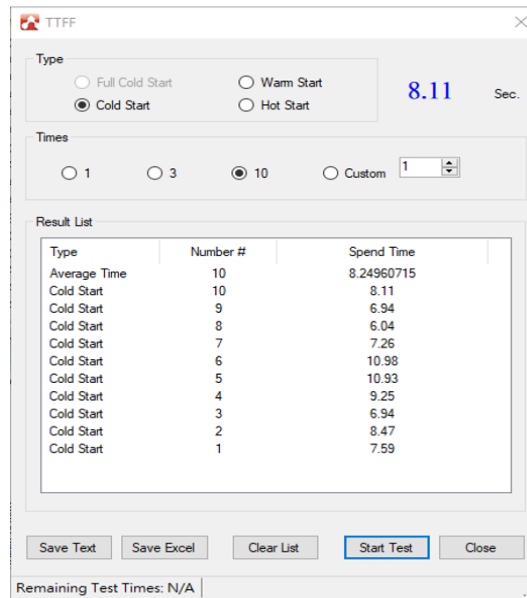 TTFF
Type
Full Cold Start Warm Start
8.11 Sec.
Cold Start Hot Start
Times
1 3 10 Custom 1
Result List
Type Number # Spend Time
Average Time 10 8.24960715
Cold Start 10 8.11
Cold Start 9 6.94
Cold Start 8 6.04
Cold Start 7 7.26
Cold Start 6 10.98
Cold Start 5 10.93
Cold Start 4 9.25
Cold Start 3 6.94
Cold Start 2 8.47
Cold Start 1 7.59
Save Text Save Excel Clear List Start Test Close
Remaining Test Times: N/A